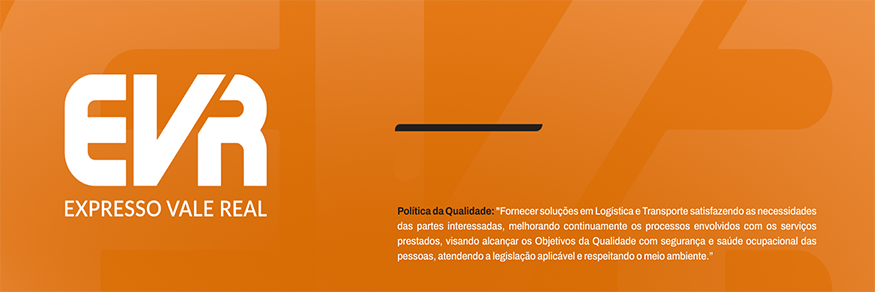 EVR
EXPRESSO VALE REAL
Política da Qualidade: "Fornecer soluções em Logística e Transporte satisfazendo as necessidades
das partes interessadas, melhorando continuamente os processos envolvidos com os serviços
prestados, visando alcançar os Objetivos da Qualidade com segurança e saúde ocupacional das
pessoas, atendendo a legislação aplicável e respeitando o meio ambiente."